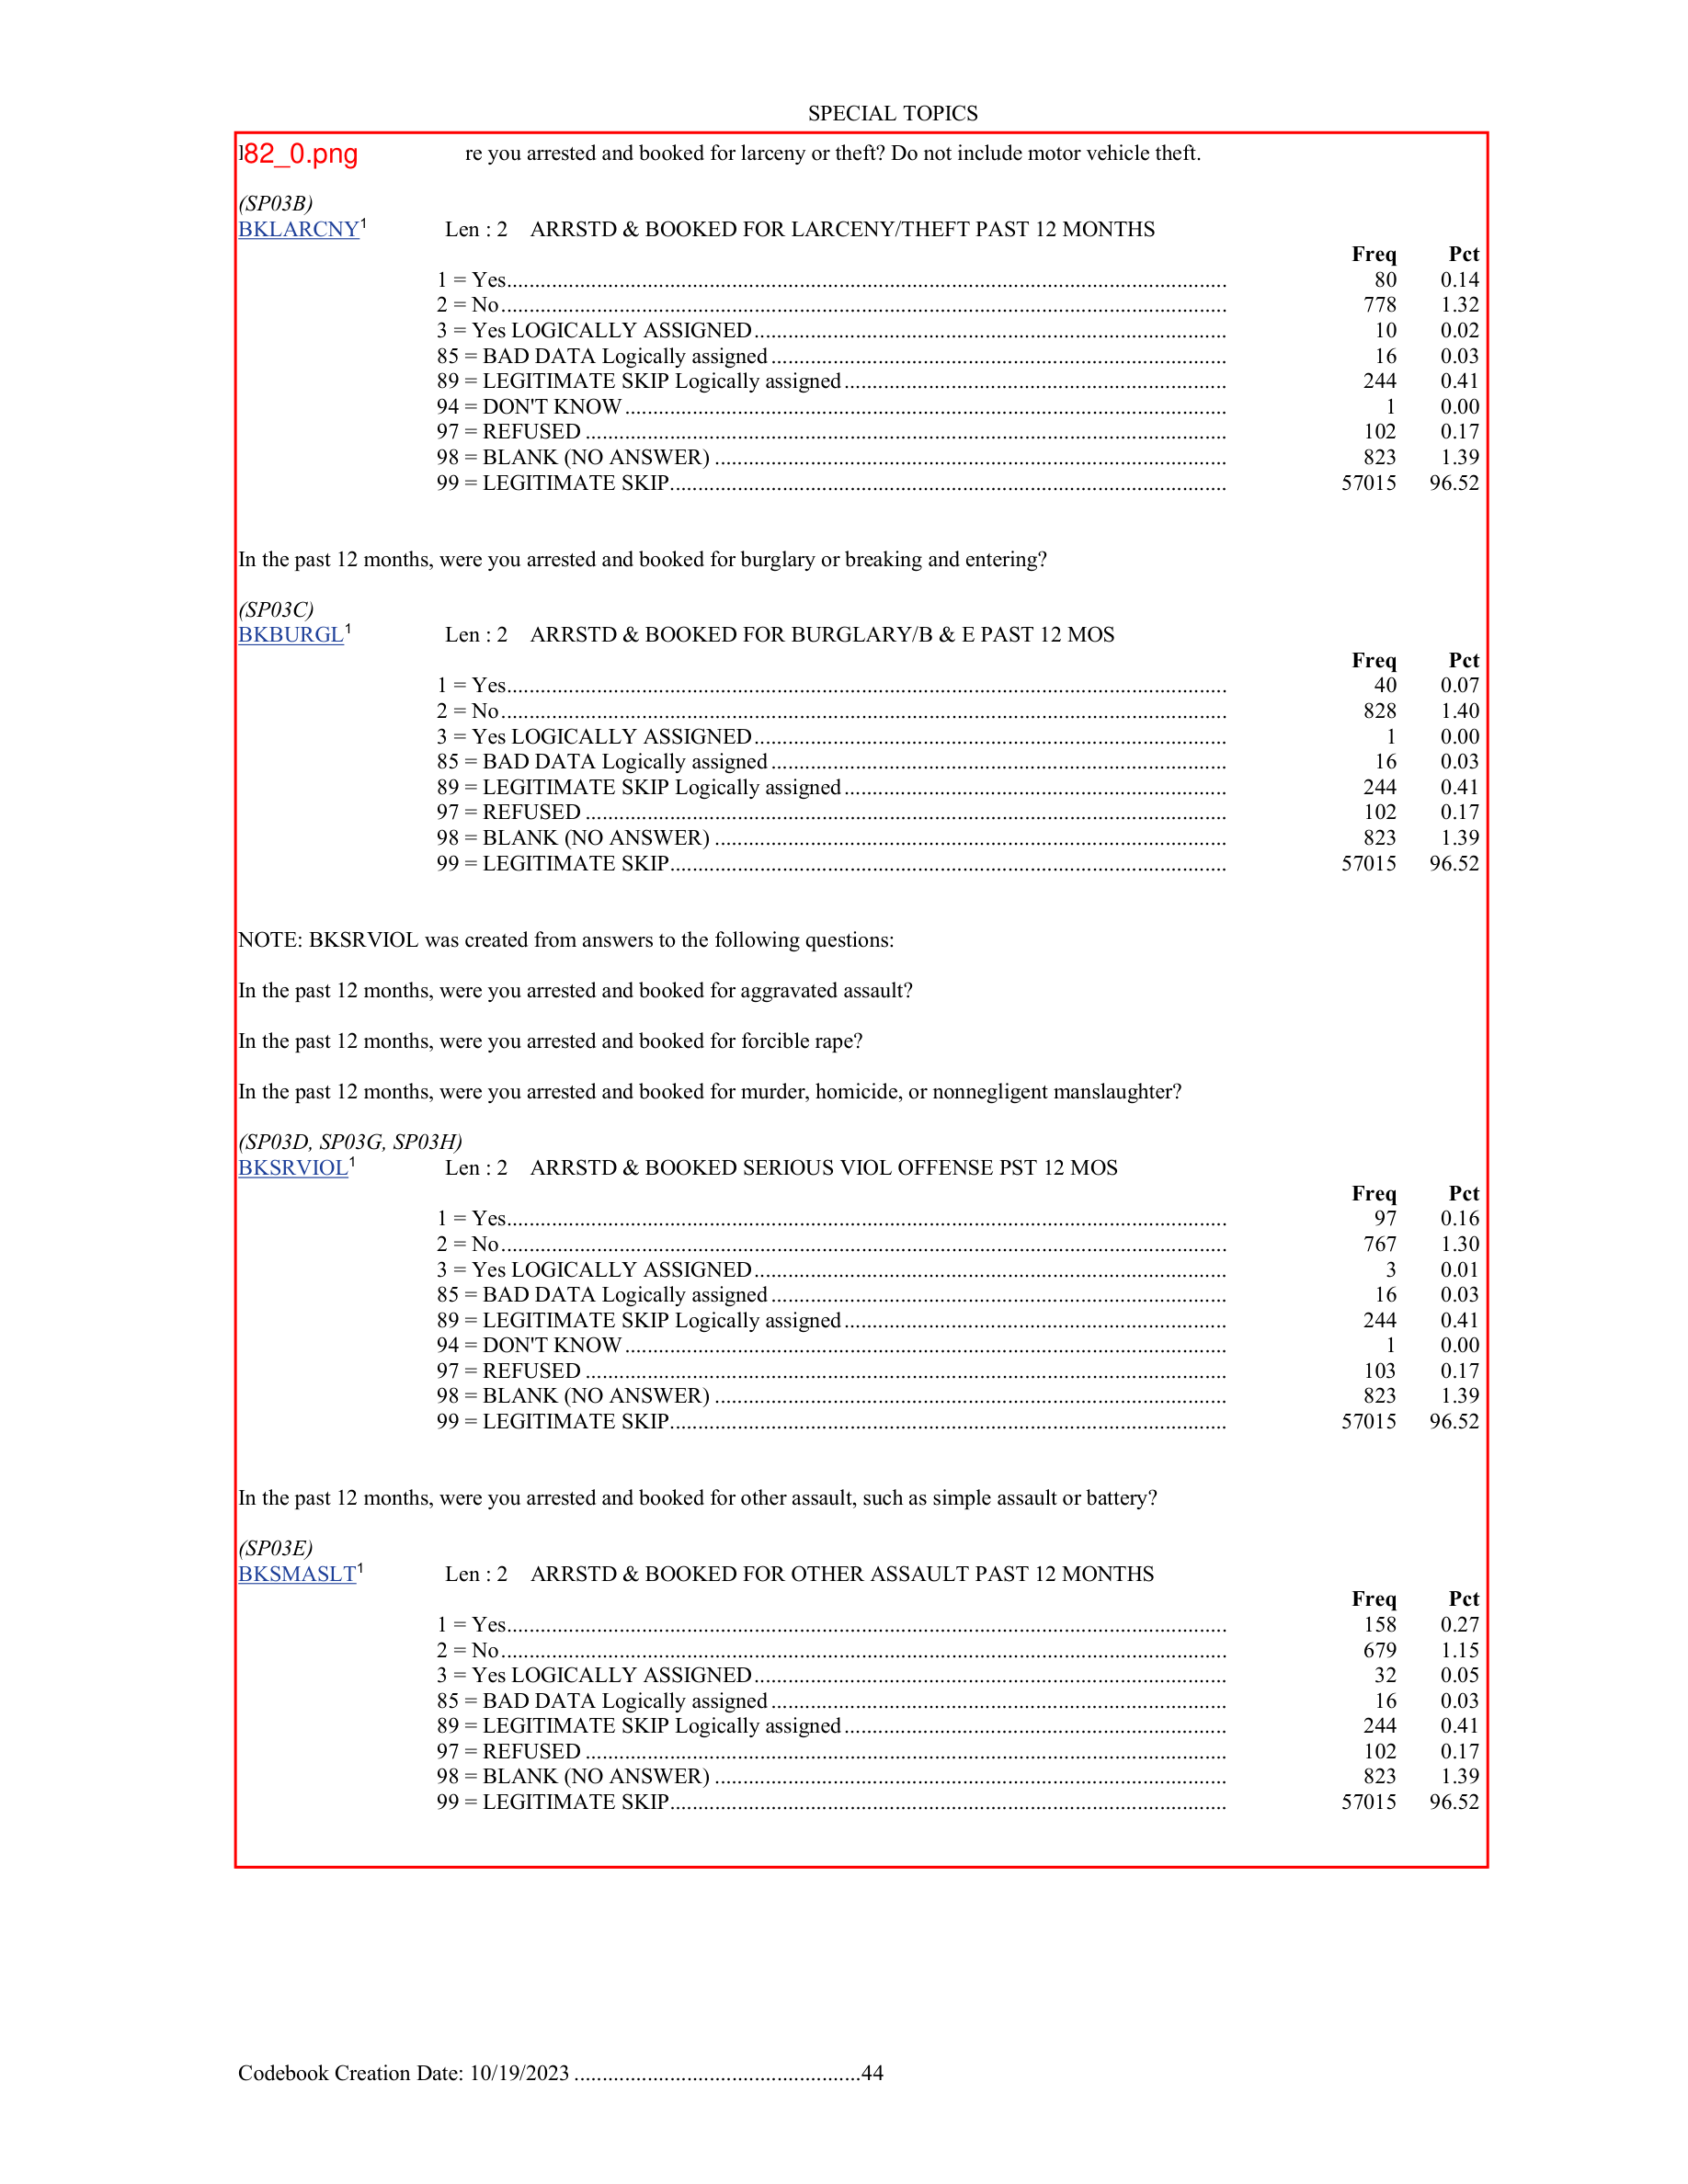 SPECIAL TOPICS
82_0.png re you arrested and booked for larceny or theft? Do not include motor vehicle theft.
(SP03B)
BKLARCNY1 Len : 2 ARRSTD & BOOKED FOR LARCENY/THEFT PAST 12 MONTHS
Freq Pct
1 = Yes 80 0.14
2 = No 778 1.32
3 = Yes LOGICALLY ASSIGNED 10 0.02
85 = BAD DATA Logically assigned 16 0.03
89 = LEGITIMATE SKIP Logically assigned 244 0.41
94 = DON'T KNOW 1 0.00
97 = REFUSED 102 0.17
98 = BLANK (NO ANSWER) 823 1.39
99 = LEGITIMATE SKIP 57015 96.52
In the past 12 months, were you arrested and booked for burglary or breaking and entering?
(SP03C)
BKBURGL1 Len : 2 ARRSTD & BOOKED FOR BURGLARY/B & E PAST 12 MOS
Freq Pct
1 = Yes 40 0.07
2 = No 828 1.40
3 = Yes LOGICALLY ASSIGNED 1 0.00
85 = BAD DATA Logically assigned 16 0.03
89 = LEGITIMATE SKIP Logically assigned 244 0.41
97 = REFUSED 102 0.17
98 = BLANK (NO ANSWER) 823 1.39
99 = LEGITIMATE SKIP 57015 96.52
NOTE: BKSRVIOL was created from answers to the following questions:
In the past 12 months, were you arrested and booked for aggravated assault?
In the past 12 months, were you arrested and booked for forcible rape?
In the past 12 months, were you arrested and booked for murder, homicide, or nonnegligent manslaughter?
(SP03D, SP03G, SP03H)
BKSRVIOL1 Len : 2 ARRSTD & BOOKED SERIOUS VIOL OFFENSE PST 12 MOS
Freq Pct
1 = Yes 97 0.16
2 = No 767 1.30
3 = Yes LOGICALLY ASSIGNED 3 0.01
85 = BAD DATA Logically assigned 16 0.03
89 = LEGITIMATE SKIP Logically assigned 244 0.41
94 = DON'T KNOW 1 0.00
97 = REFUSED 103 0.17
98 = BLANK (NO ANSWER) 823 1.39
99 = LEGITIMATE SKIP 57015 96.52
In the past 12 months, were you arrested and booked for other assault, such as simple assault or battery?
(SP03E)
BKSMASLT1 Len : 2 ARRSTD & BOOKED FOR OTHER ASSAULT PAST 12 MONTHS
Freq Pct
1 = Yes 158 0.27
2 = No 679 1.15
3 = Yes LOGICALLY ASSIGNED 32 0.05
85 = BAD DATA Logically assigned 16 0.03
89 = LEGITIMATE SKIP Logically assigned 244 0.41
97 = REFUSED 102 0.17
98 = BLANK (NO ANSWER) 823 1.39
99 = LEGITIMATE SKIP 57015 96.52
Codebook Creation Date: 10/19/2023 44